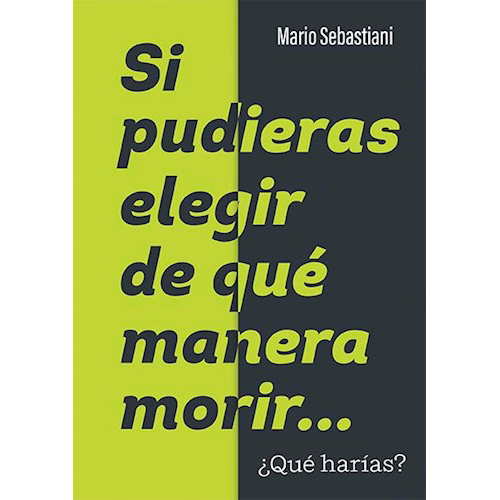 Mario Sebastiani
Si
pudieras
elegir
de qué
manera
morir...
¿Qué harías?